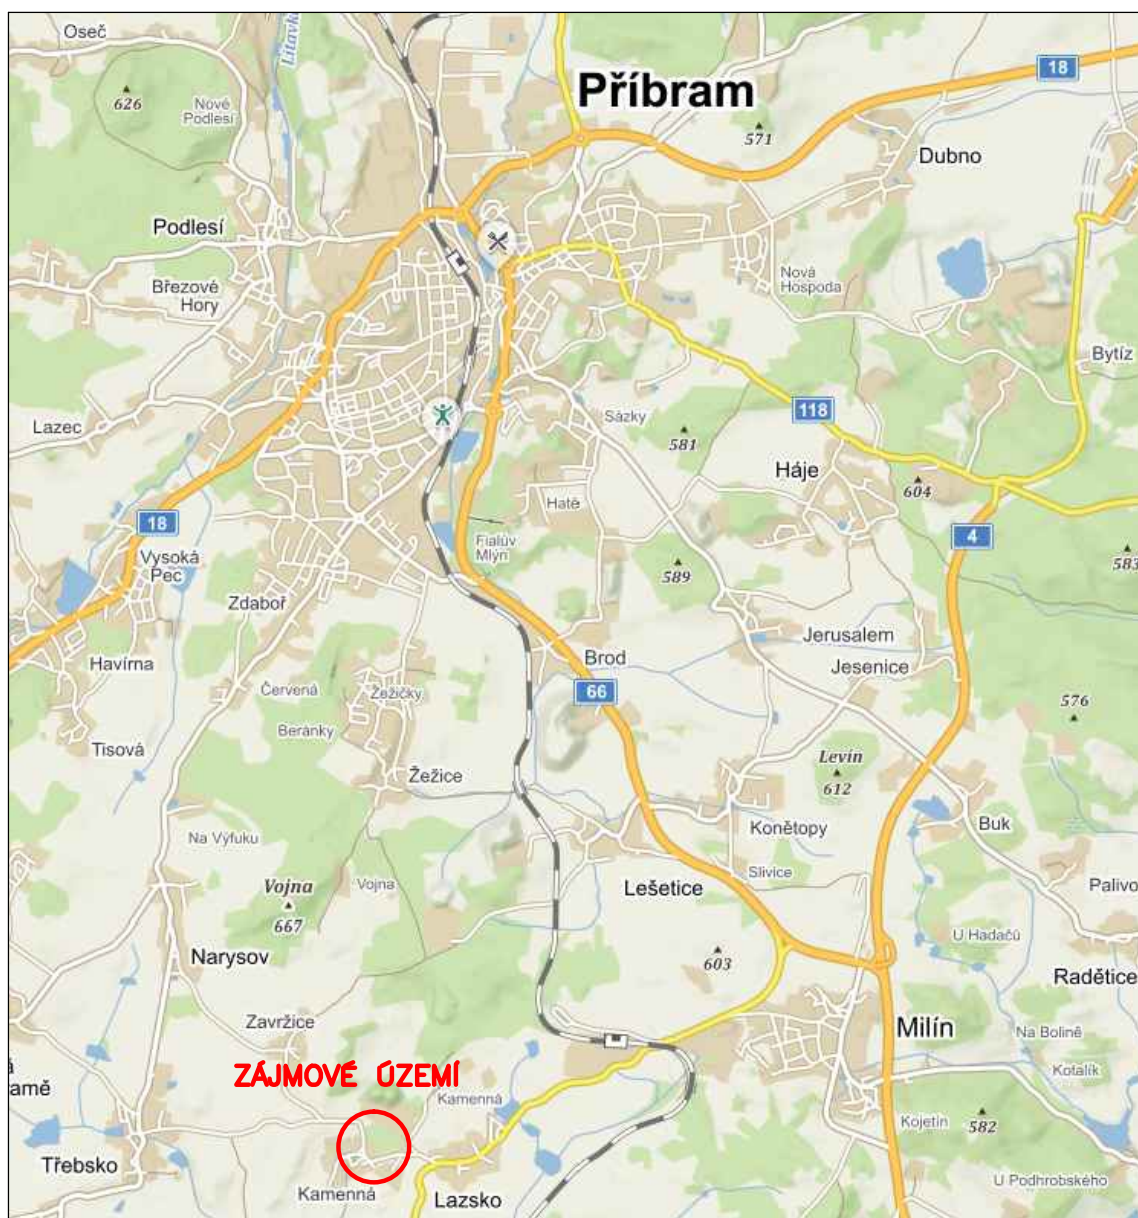 Oseč
Litavka
Příbram
18
626
Nové
Podlesí
571
Dubno
Podlesí
Březové
Hory
Nová
Hospoda
Bytíz
Lazec
Sázky
118
581
Háje
604
18
Hatě
4
Fialův
Mlýn
Vysoká
Pec
589
583
Zdaboř
Jerusalem
Havírna
Brod
Jesenice
Červená
Žežičky
66
576
Beránky
Tisová
Levín
612
Žežice
Na Výfuku
Konětopy
Buk
Slivice
Vojna
667
Vojna
Lešetice
Palivo
U Hadačů
Narysov
603
Radětice
Zavržice
Milín
Na Bolině
ZÁJMOVÉ ÚZEMÍ
Kotalík
amě
Kamenná
Kojetín
582
Třebsko
Kamenná
Lazsko
U Podhrobského